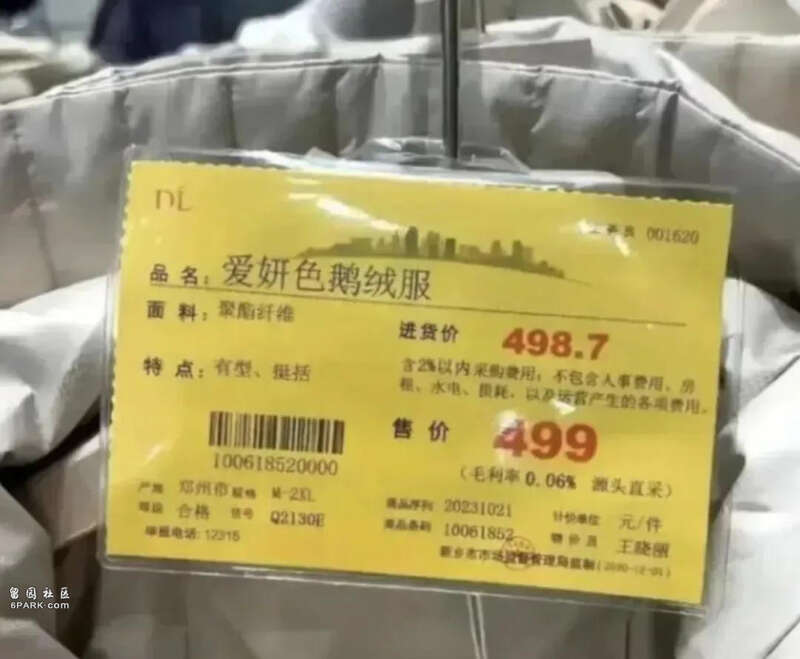 DL
001620
品名：爱妍色鹅绒服
面料：聚酯纤维
进货价 498.7
特点：有型、挺括
含2%以内采购费用；不包含人事费用、房
租、水电、损耗，以及运营产生的各项费用。
售价 499
（毛利率0.06% 源头直采）
100618520000
产地 郑州市 规格 M-2XL
商品序列 20231021 计价单位 元/件
等级 合格 货号 Q2130E
商品条码 10061852 物价员 王晓丽
举报电话：12315
新乡市市场监督管理局监制
留园社区
6PARK.com